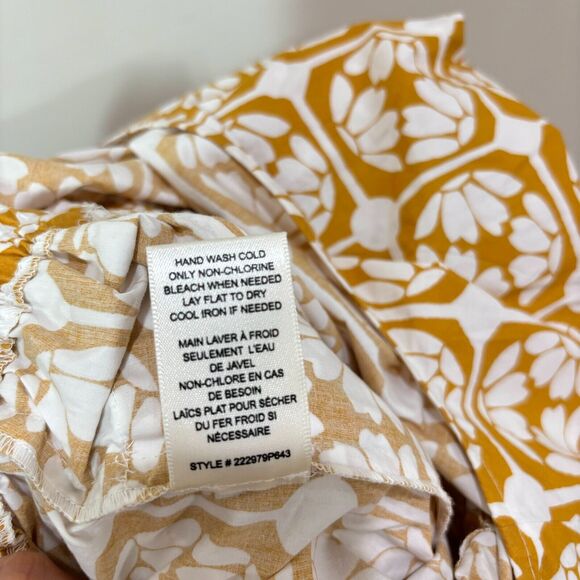 HAND WASH COLD
ONLY NON-CHLORINE
BLEACH WHEN NEEDED
LAY FLAT TO DRY
COOL IRON IF NEEDED
MAIN LAVER À FROID
SEULEMENT L'EAU
DE JAVEL
NON-CHLORE EN CAS
DE BESOIN
LAÏCS PLAT POUR SÉCHER
DU FER FROID SI
NÉCESSAIRE
STYLE # 222979P643